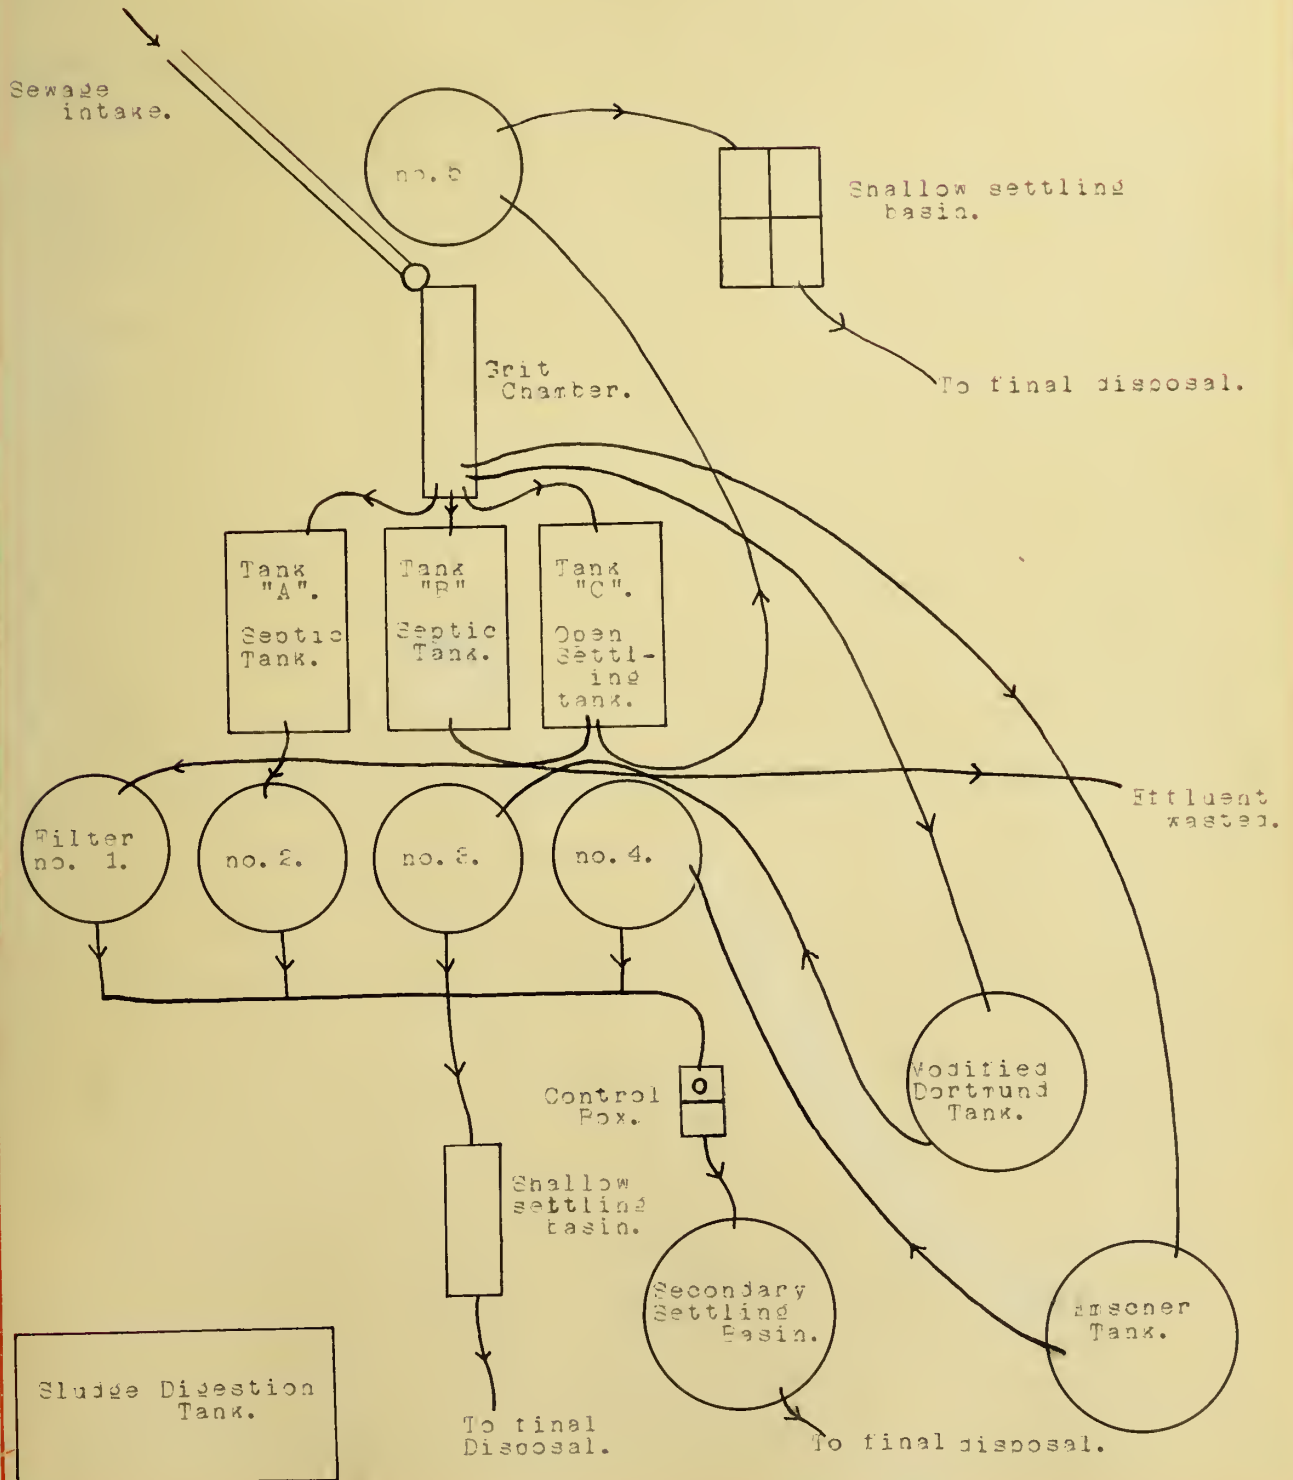 Sewage
intake.
no. 5
Shallow settling
basin.
To final disposal.
Grit
Chamber.
Tank
"A".
Septic
Tank.
Tank
"B"
Septic
Tank.
Tank
"C".
Open
Settl-
ing
tank.
Effluent
wasted.
Filter
no. 1.
no. 2.
no. 3.
no. 4.
Modified
Dortmund
Tank.
Control
Box.
Shallow
settling
basin.
Secondary
Settling
Basin.
Emscher
Tank.
Sludge Digestion
Tank.
To final
Disposal.
To final disposal.